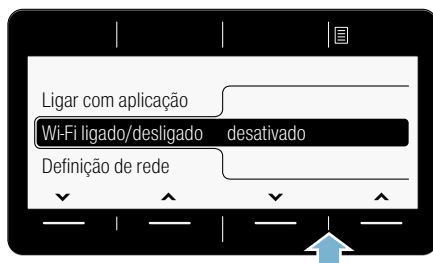 Ligar com aplicação
Wi-Fi ligado/desligado desativado
Definição de rede